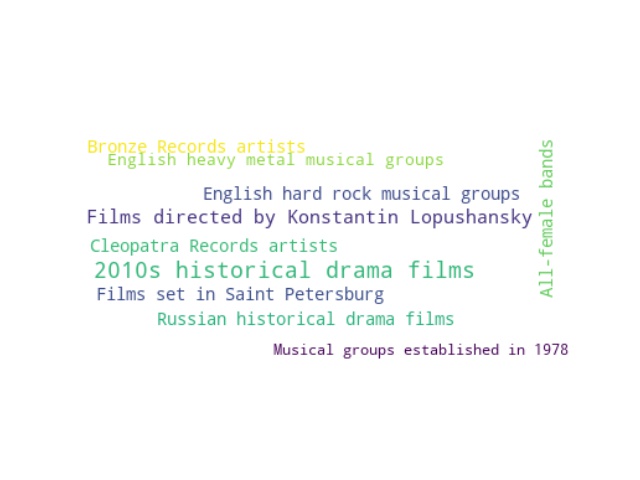 Bronze Records artists
English heavy metal musical groups
English hard rock musical groups
Films directed by Konstantin Lopushansky
Cleopatra Records artists
2010s historical drama films
Films set in Saint Petersburg
Russian historical drama films
Musical groups established in 1978
All-female bands